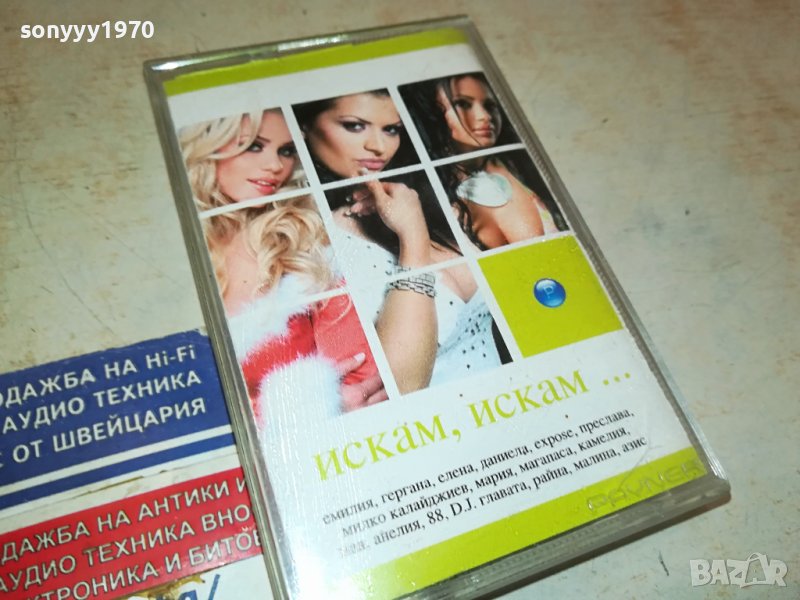 sonyyy1970
P
искам, искам ...
емилия, гергана, елена, даниела, expose, преслава,
милко калайджиев, мария, магапаса, камелия,
анелия, 88, D.J. главата, райна, малина, азис
PAYNER
ОДАЖБА НА Hi-Fi
АУДИО ТЕХНИКА
С ОТ ШВЕЙЦАРИЯ
ОДАЖБА НА АНТИКИ И
АУДИО ТЕХНИКА ВНО
КТРОНИКА И БИТОВ
BAZAR